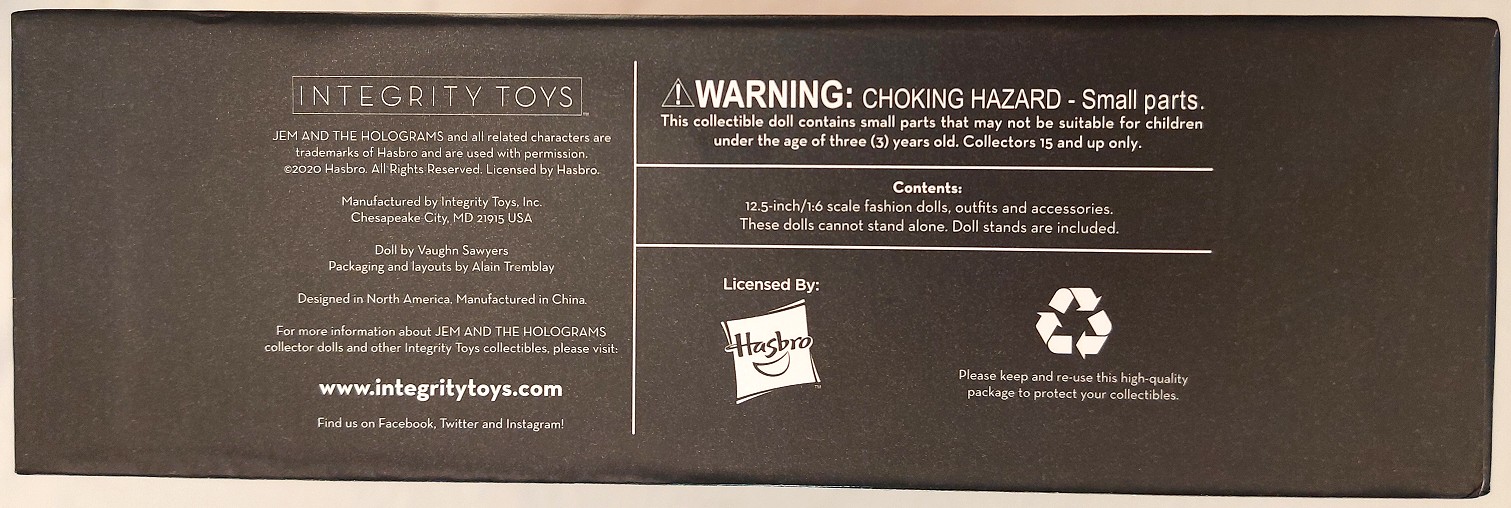 INTEGRITY TOYS™
JEM AND THE HOLOGRAMS and all related characters are
trademarks of Hasbro and are used with permission.
©2020 Hasbro. All Rights Reserved. Licensed by Hasbro.
Manufactured by Integrity Toys, Inc.
Chesapeake City, MD 21915 USA
Doll by Vaughn Sawyers
Packaging and layouts by Alain Tremblay
Designed in North America, Manufactured in China.
For more information about JEM AND THE HOLOGRAMS
collector dolls and other Integrity Toys collectibles, please visit:
www.integritytoys.com
Find us on Facebook, Twitter and Instagram!
⚠WARNING: CHOKING HAZARD - Small parts.
This collectible doll contains small parts that may not be suitable for children
under the age of three (3) years old. Collectors 15 and up only.
Contents:
12.5-inch/1:6 scale fashion dolls, outfits and accessories.
These dolls cannot stand alone. Doll stands are included.
Licensed By:
Hasbro™
Please keep and re-use this high-quality
package to protect your collectibles.